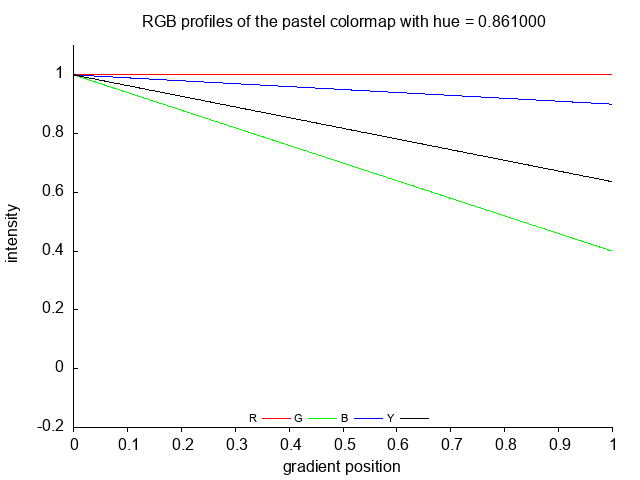 RGB profiles of the pastel colormap with hue = 0.861000
1
0.8
0.6
0.4
0.2
0
-0.2
intensity
R G B Y
0 0.1 0.2 0.3 0.4 0.5 0.6 0.7 0.8 0.9 1
gradient position